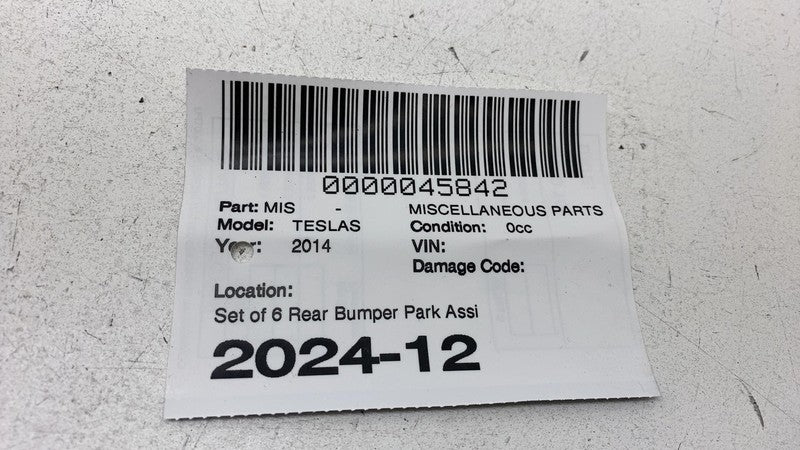 0000045842
Part: MIS - MISCELLANEOUS PARTS
Model: TESLAS Condition: 0cc
Year: 2014 VIN:
Damage Code:
Location:
Set of 6 Rear Bumper Park Assi
2024-12